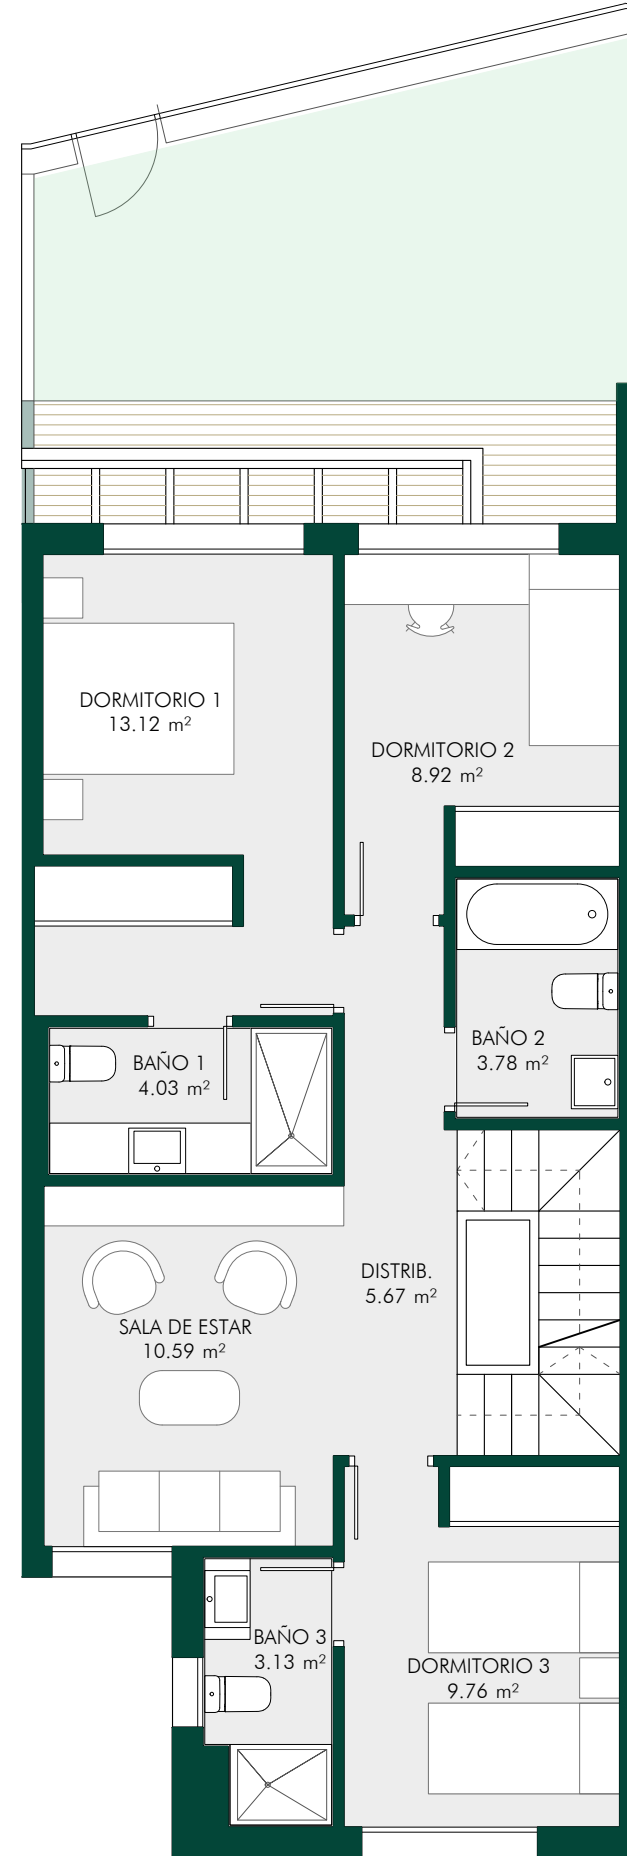 DORMITORIO 1
13.12 m²
DORMITORIO 2
8.92 m²
BAÑO 2
3.78 m²
BAÑO 1
4.03 m²
DISTRIB.
5.67 m²
SALA DE ESTAR
10.59 m²
BAÑO 3
3.13 m²
DORMITORIO 3
9.76 m²